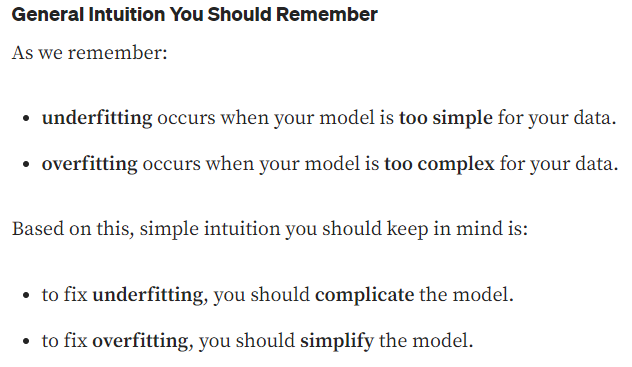 General Intuition You Should Remember
As we remember:
• underfitting occurs when your model is too simple for your data.
• overfitting occurs when your model is too complex for your data.
Based on this, simple intuition you should keep in mind is:
• to fix underfitting, you should complicate the model.
• to fix overfitting, you should simplify the model.